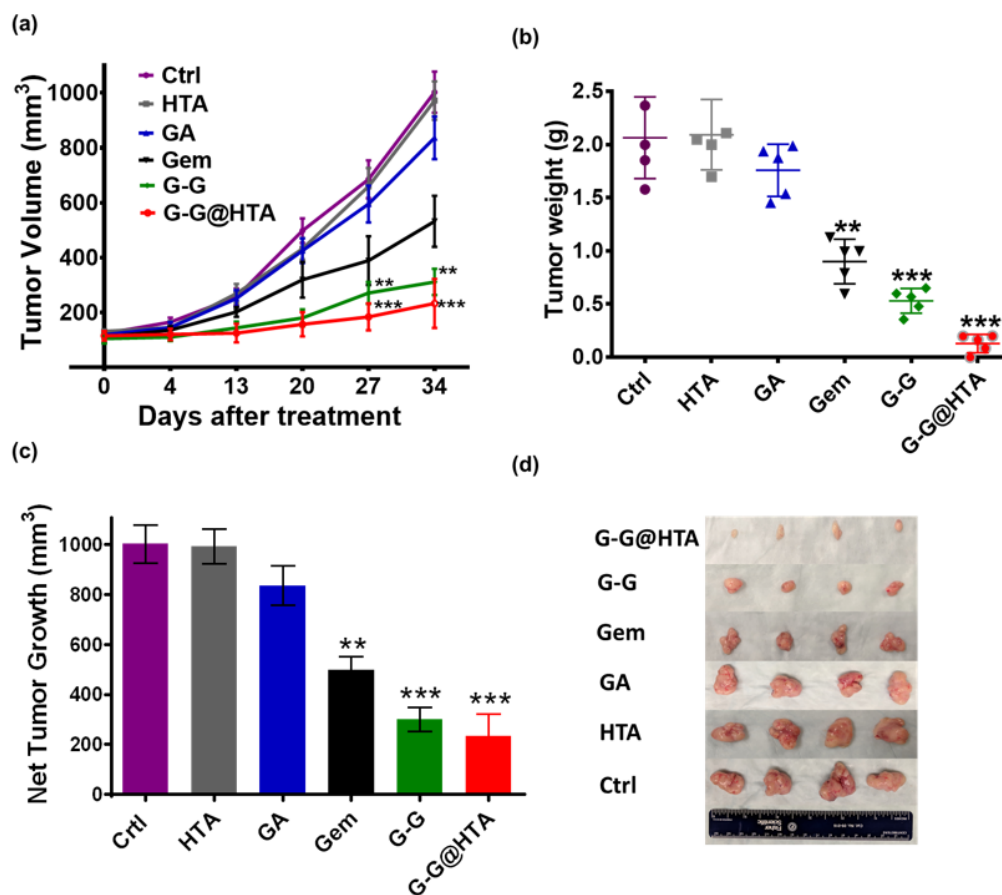 (a)
Tumor Volume (mm³)
1000
800
600
400
200
0
4
13
20
27
34
Days after treatment
Ctrl
HTA
GA
Gem
G-G
G-G@HTA
**
***
**
***
(b)
Tumor weight (g)
2.5
2.0
1.5
1.0
0.5
0.0
**
***
***
Ctrl
HTA
GA
Gem
G-G
G-G@HTA
(c)
Net Tumor Growth (mm³)
1000
800
600
400
200
0
**
***
***
Crtl
HTA
GA
Gem
G-G
G-G@HTA
(d)
G-G@HTA
G-G
Gem
GA
HTA
Ctrl
Fisher
Scientific